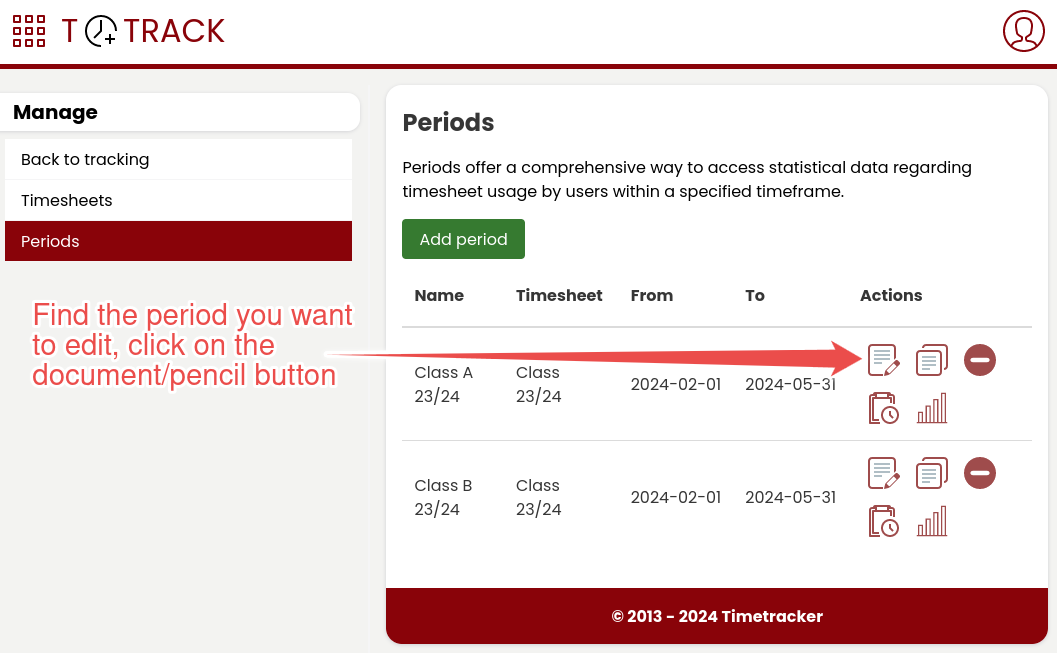 T TRACK
Manage
Back to tracking
Timesheets
Periods
Find the period you want
to edit, click on the
document/pencil button
Periods
Periods offer a comprehensive way to access statistical data regarding
timesheet usage by users within a specified timeframe.
Add period
Name Timesheet From To Actions
Class A
23/24
Class
23/24
2024-02-01
2024-05-31
Class B
23/24
Class
23/24
2024-02-01
2024-05-31
© 2013 - 2024 Timetracker